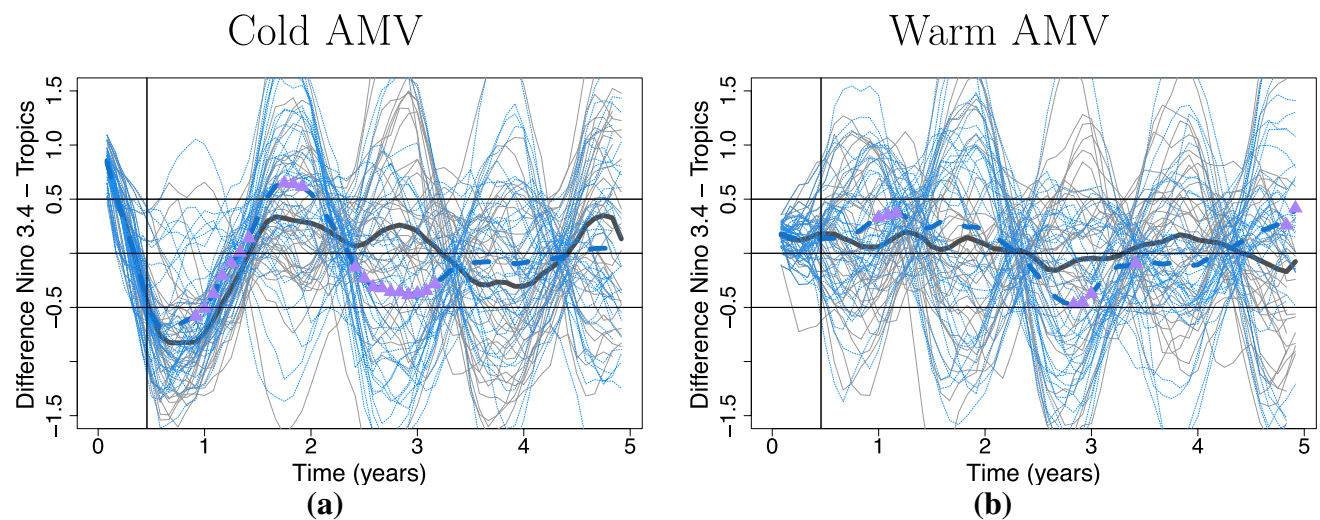 Cold AMV
Warm AMV
Difference Nino 3.4 − Tropics
1.5
1.0
0.5
−0.5
−1.5
0 1 2 3 4 5
Time (years)
(a)
Difference Nino 3.4 − Tropics
1.5
1.0
0.5
−0.5
−1.5
0 1 2 3 4 5
Time (years)
(b)